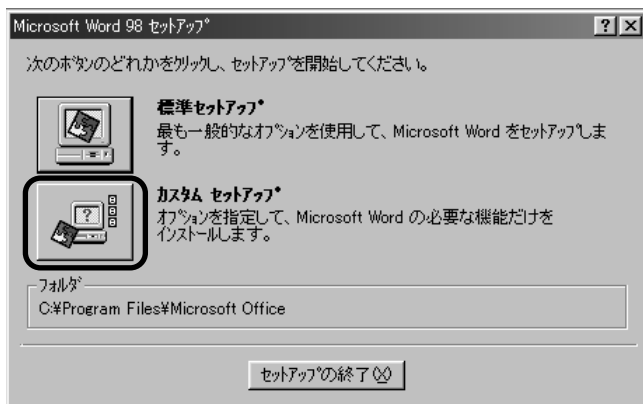 Microsoft Word 98 ｾｯﾄｱｯﾌﾟ
次のﾎﾞﾀﾝのどれかをｸﾘｯｸし、ｾｯﾄｱｯﾌﾟを開始してください。
標準ｾｯﾄｱｯﾌﾟ
最も一般的なｵﾌﾟｼｮﾝを使用して、Microsoft Word をｾｯﾄｱｯﾌﾟしま
す。
ｶｽﾀﾑ ｾｯﾄｱｯﾌﾟ
ｵﾌﾟｼｮﾝを指定して、Microsoft Word の必要な機能だけを
ｲﾝｽﾄｰﾙします。
ﾌｫﾙﾀﾞ
C:¥Program Files¥Microsoft Office
ｾｯﾄｱｯﾌﾟの終了(X)